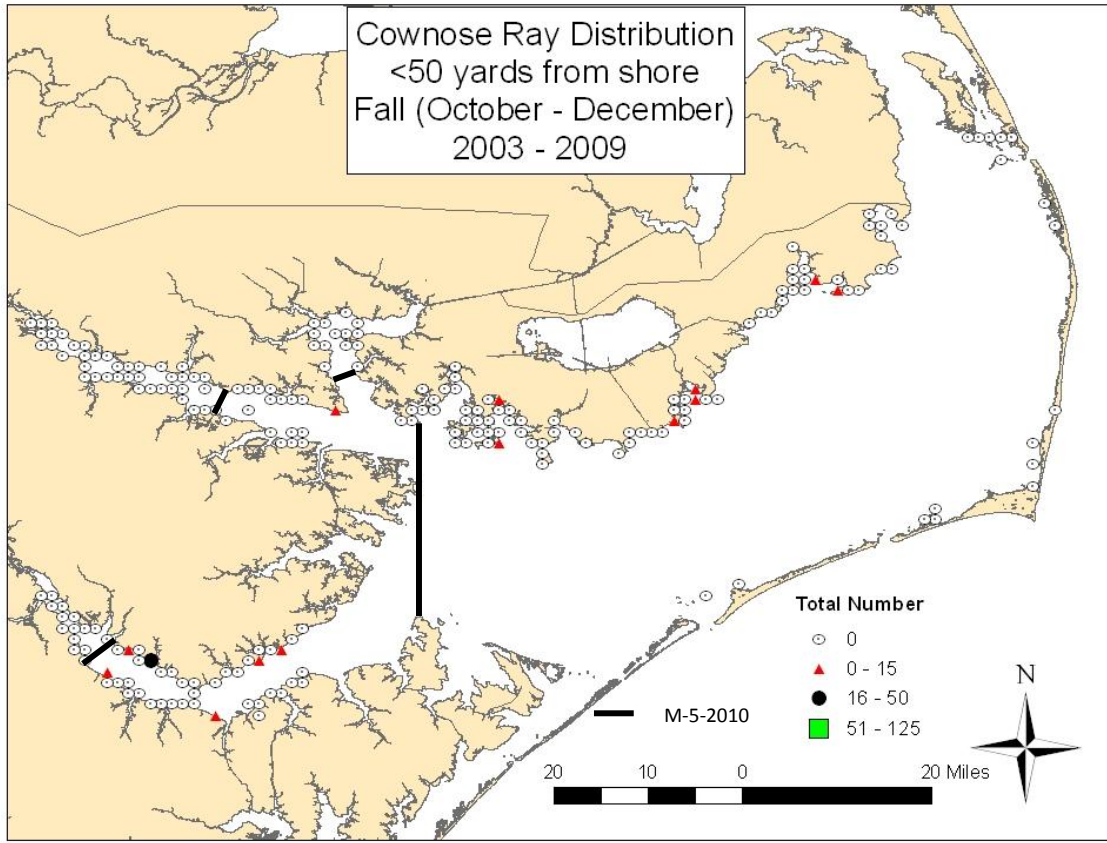 Cownose Ray Distribution
<50 yards from shore
Fall (October - December)
2003 - 2009
Total Number
0
0 - 15
16 - 50
51 - 125
M-5-2010
N
20 10 0 20 Miles